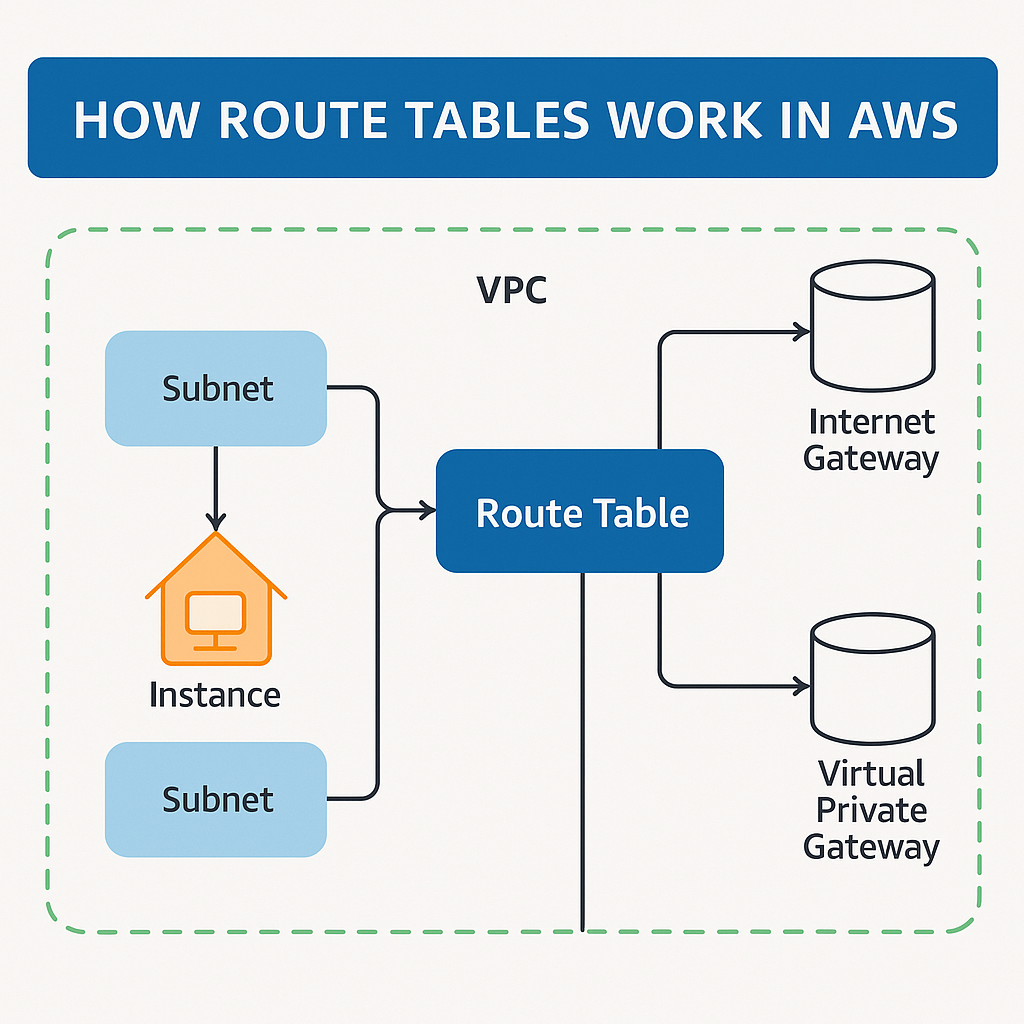 HOW ROUTE TABLES WORK IN AWS
VPC
Subnet
Instance
Subnet
Route Table
Internet
Gateway
Virtual
Private
Gateway